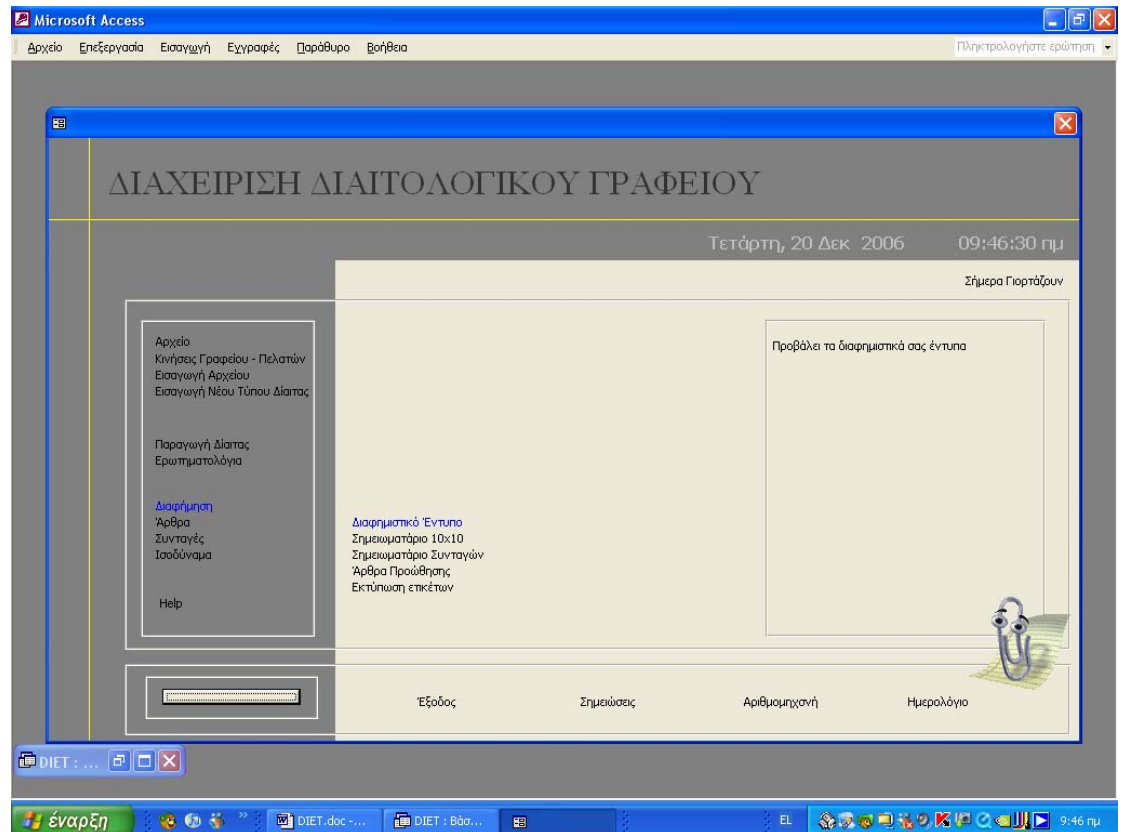 Microsoft Access
Αρχείο Επεξεργασία Εισαγωγή Εγγραφές Παράθυρο Βοήθεια Πληκτρολογήστε ερώτηση
ΔΙΑΧΕΙΡΙΣΗ ΔΙΑΙΤΟΛΟΓΙΚΟΥ ΓΡΑΦΕΙΟΥ
Τετάρτη, 20 Δεκ 2006 09:46:30 πμ
Σήμερα Γιορτάζουν
Αρχείο
Κινήσεις Γραφείου - Πελατών
Εισαγωγή Αρχείου
Εισαγωγή Νέου Τύπου Δίαιτας
Παραγωγή Δίαιτας
Ερωτηματολόγια
Διαφήμηση
Άρθρα
Συνταγές
Ισοδύναμα
Help
Διαφημιστικό Έντυπο
Σημειωματάριο 10x10
Σημειωματάριο Συνταγών
Άρθρα Προώθησης
Εκτύπωση ετικέτων
Προβάλει τα διαφημιστικά σας έντυπα
Έξοδος Σημειώσεις Αριθμομηχανή Ημερολόγιο
DIET : ...
έναρξη DIET.doc -... DIET : Βάσ... EL 9:46 πμ